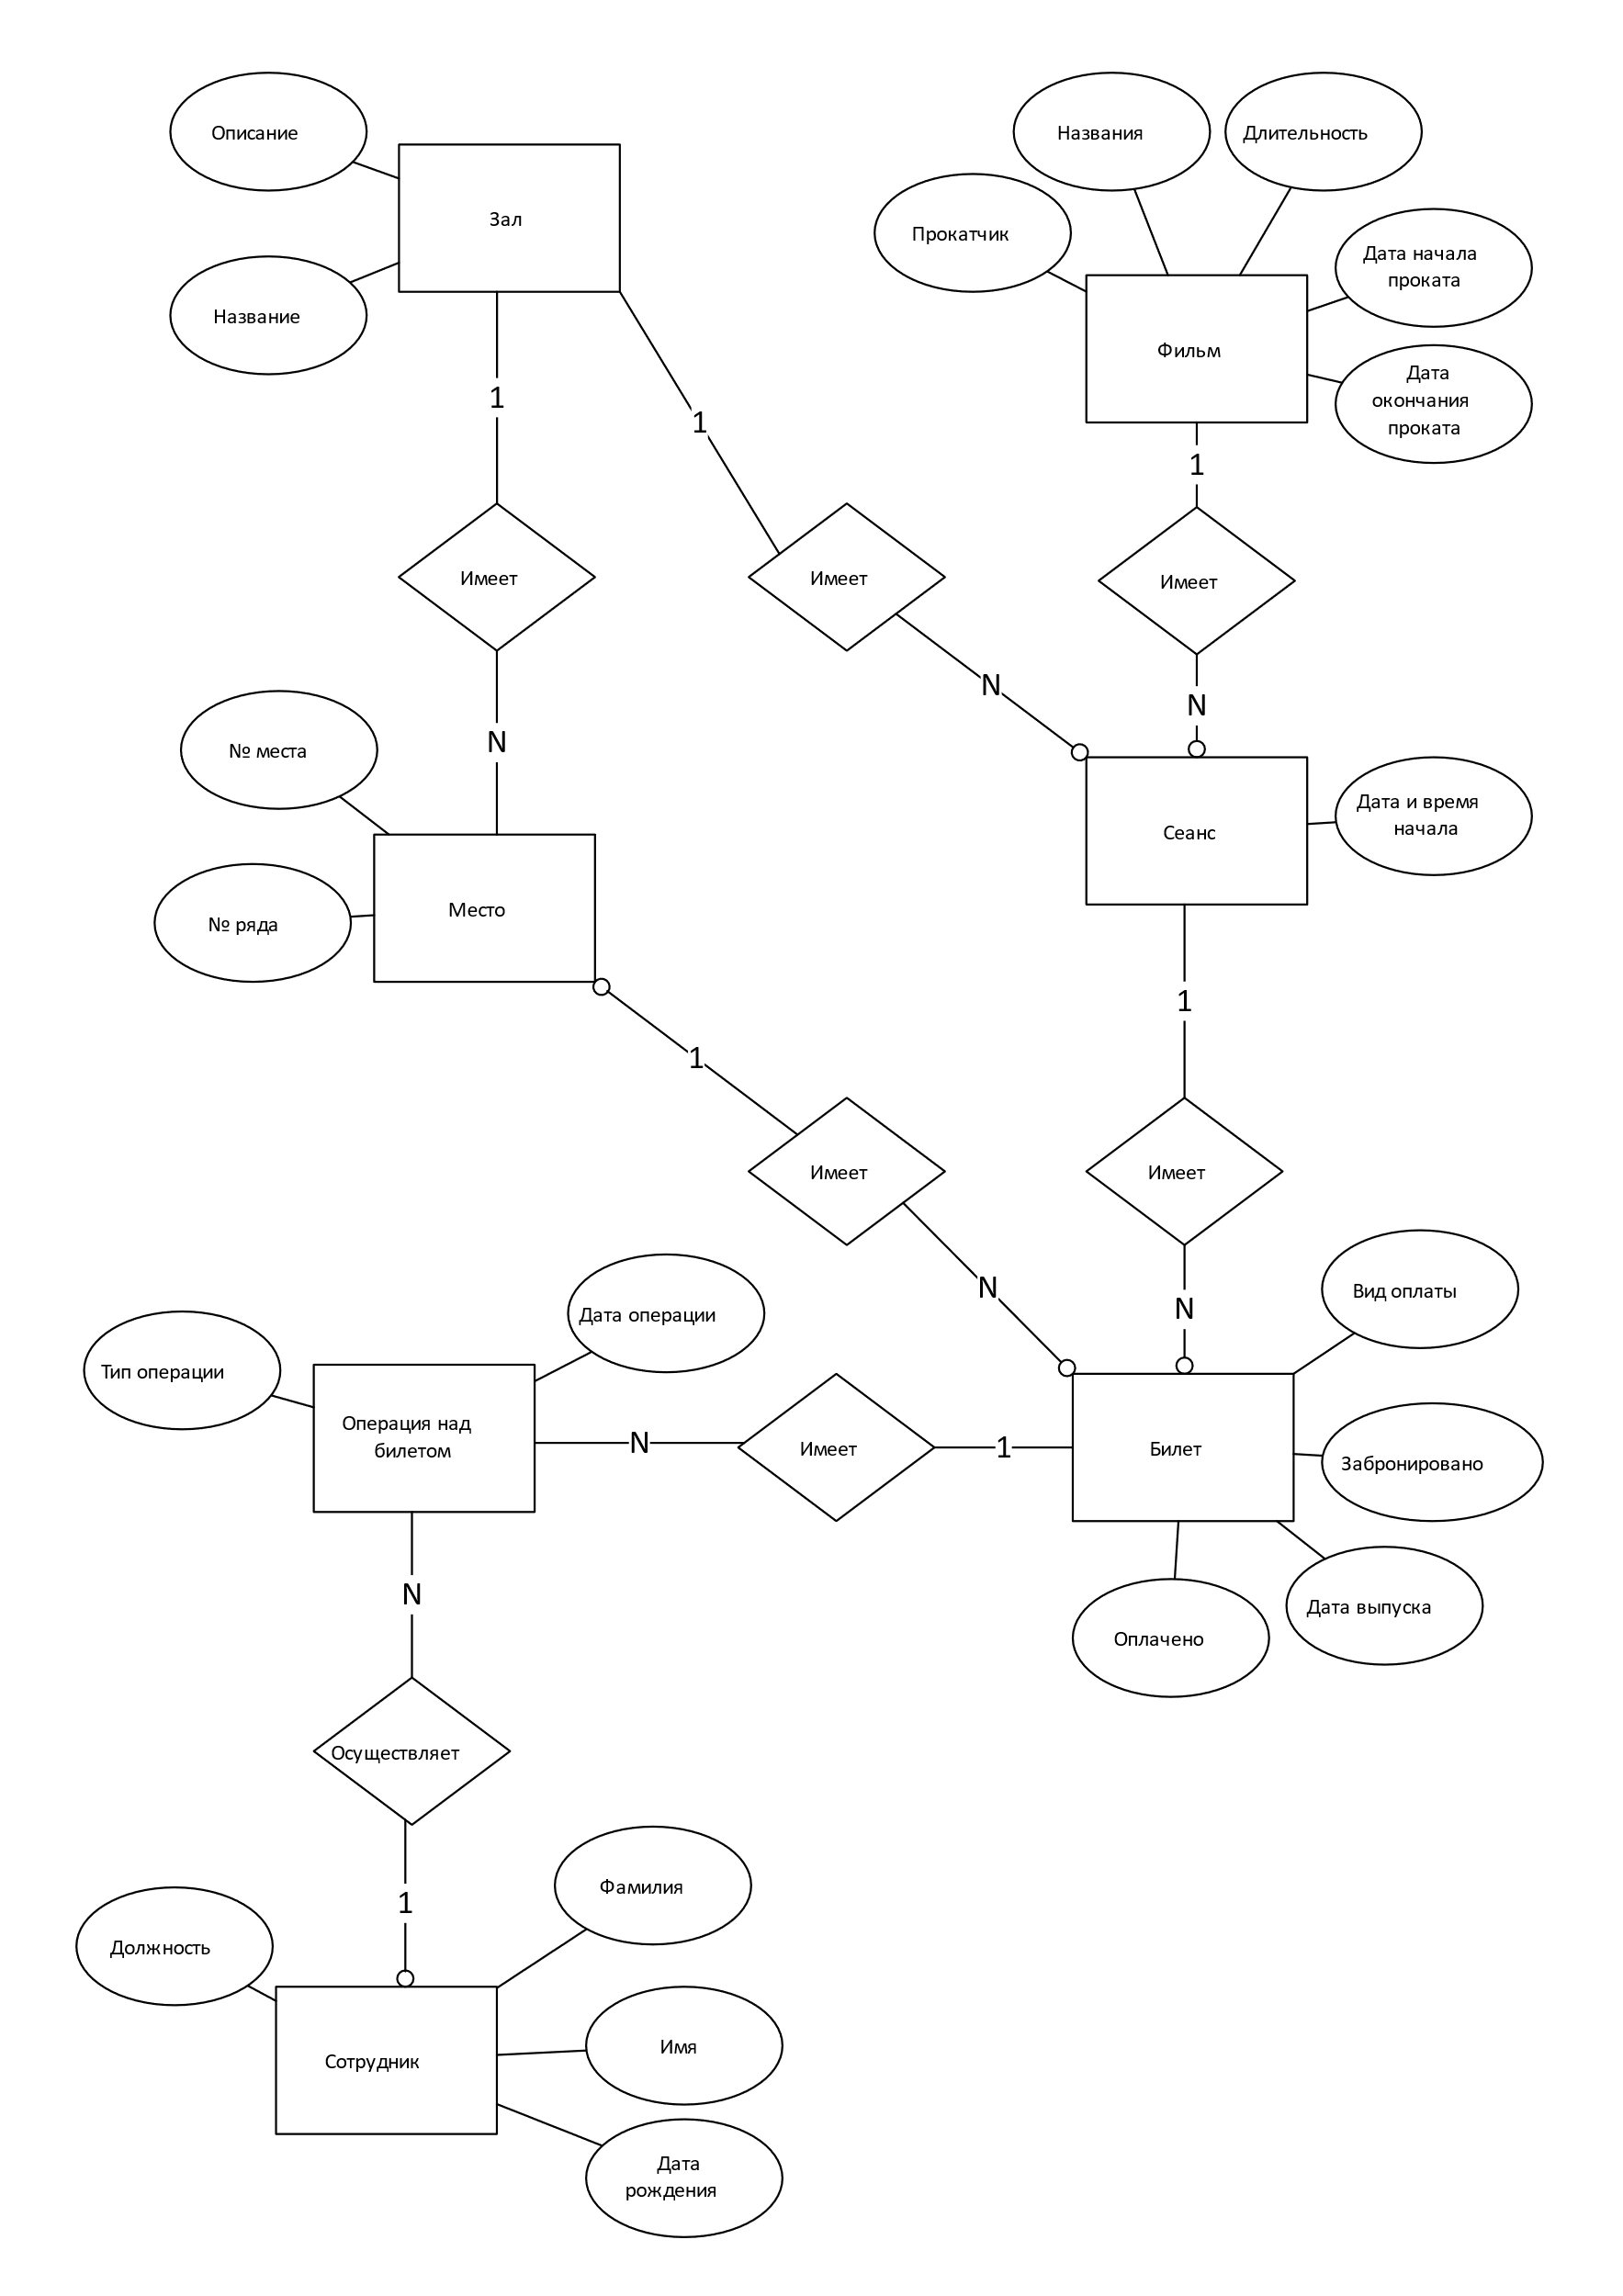 Описание
Названия
Длительность
Зал
Прокатчик
Дата начала
проката
Название
Фильм
Дата
окончания
проката
1
1
1
Имеет
Имеет
Имеет
N
N
N
№ места
Дата и время
начала
Сеанс
Место
№ ряда
1
1
Имеет
Имеет
N
N
Вид оплаты
Дата операции
Тип операции
Операция над
билетом
N
Имеет
1
Билет
Забронировано
N
Дата выпуска
Оплачено
Осуществляет
Фамилия
1
Должность
Имя
Сотрудник
Дата
рождения